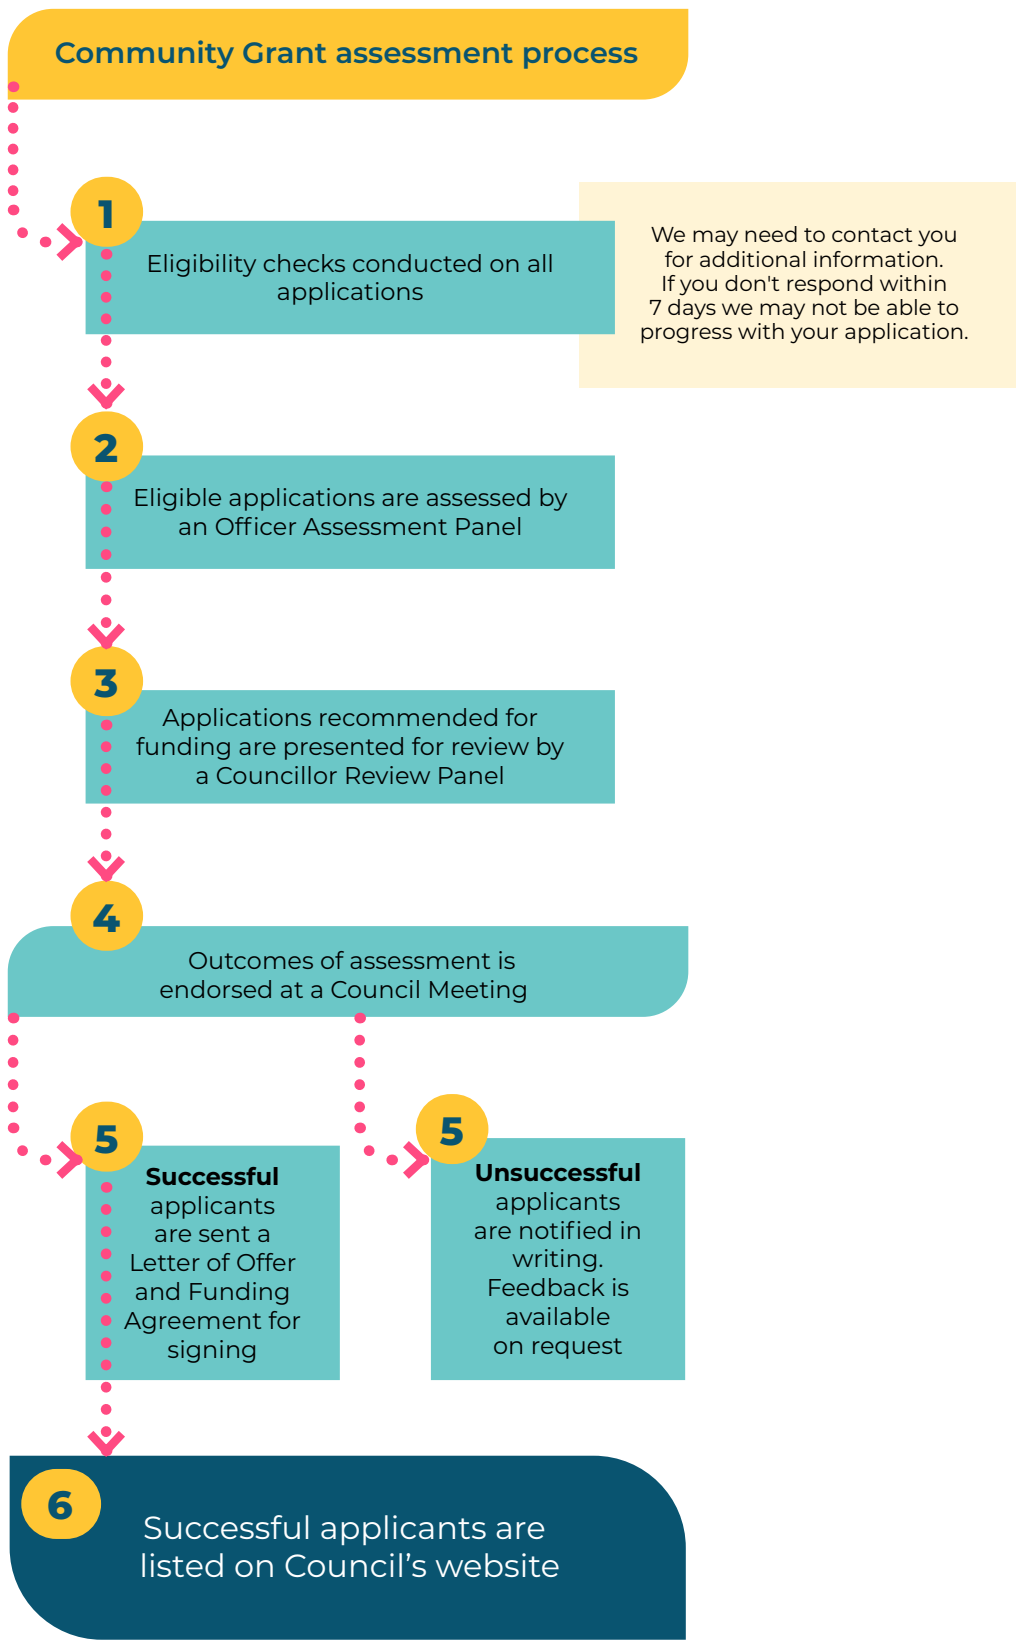 Community Grant assessment process
1
Eligibility checks conducted on all
applications
We may need to contact you
for additional information.
If you don't respond within
7 days we may not be able to
progress with your application.
2
Eligible applications are assessed by
an Officer Assessment Panel
3
Applications recommended for
funding are presented for review by
a Councillor Review Panel
4
Outcomes of assessment is
endorsed at a Council Meeting
5
Successful
applicants
are sent a
Letter of Offer
and Funding
Agreement for
signing
5
Unsuccessful
applicants
are notified in
writing.
Feedback is
available
on request
6
Successful applicants are
listed on Council’s website